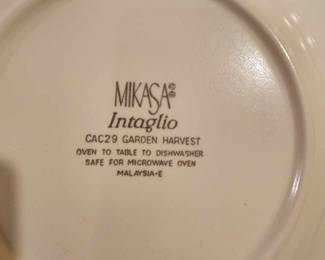 MIKASA®
Intaglio
CAC29 GARDEN HARVEST
OVEN TO TABLE TO DISHWASHER
SAFE FOR MICROWAVE OVEN
MALAYSIA-E